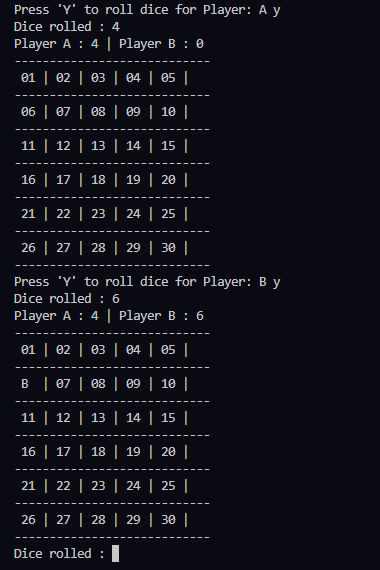 Press 'Y' to roll dice for Player: A y
Dice rolled : 4
Player A : 4 | Player B : 0
----------------------------
 01 | 02 | 03 | 04 | 05 |
----------------------------
 06 | 07 | 08 | 09 | 10 |
----------------------------
 11 | 12 | 13 | 14 | 15 |
----------------------------
 16 | 17 | 18 | 19 | 20 |
----------------------------
 21 | 22 | 23 | 24 | 25 |
----------------------------
 26 | 27 | 28 | 29 | 30 |
----------------------------
Press 'Y' to roll dice for Player: B y
Dice rolled : 6
Player A : 4 | Player B : 6
----------------------------
 01 | 02 | 03 | 04 | 05 |
----------------------------
 B  | 07 | 08 | 09 | 10 |
----------------------------
 11 | 12 | 13 | 14 | 15 |
----------------------------
 16 | 17 | 18 | 19 | 20 |
----------------------------
 21 | 22 | 23 | 24 | 25 |
----------------------------
 26 | 27 | 28 | 29 | 30 |
----------------------------
Dice rolled :